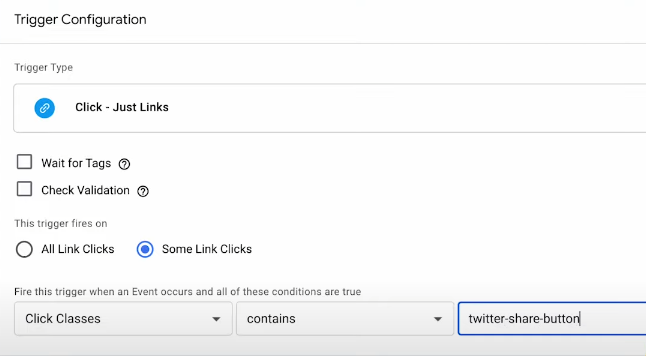 Trigger Configuration
Trigger Type
Click - Just Links
Wait for Tags
Check Validation
This trigger fires on
All Link Clicks Some Link Clicks
Fire this trigger when an Event occurs and all of these conditions are true
Click Classes contains twitter-share-button